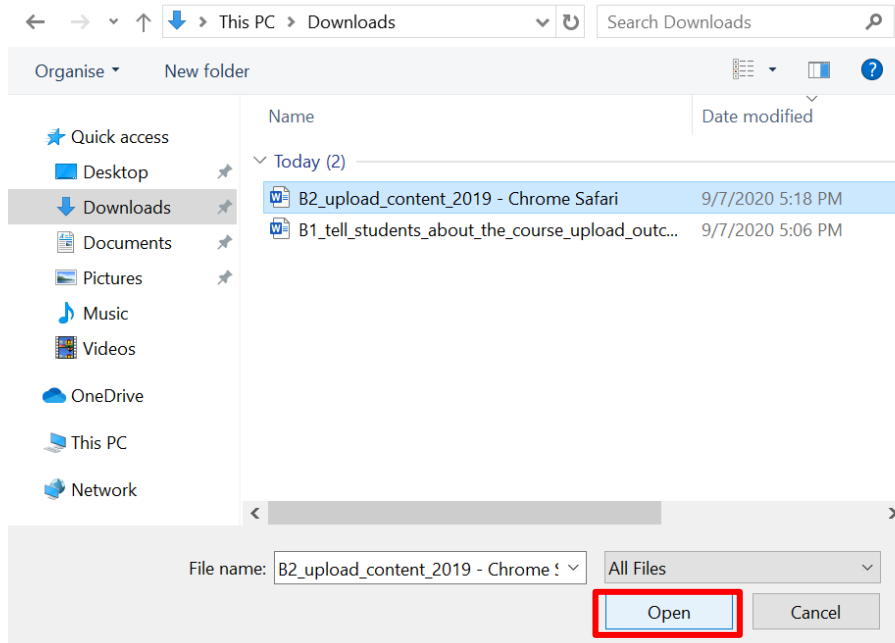 This PC > Downloads
Search Downloads
Organise
New folder
?
Name
Date modified
Quick access
Today (2)
Desktop
B2_upload_content_2019 - Chrome Safari 9/7/2020 5:18 PM
Downloads
B1_tell_students_about_the_course_upload_outc... 9/7/2020 5:06 PM
Documents
Pictures
Music
Videos
OneDrive
This PC
Network
File name: B2_upload_content_2019 - Chrome All Files
Open Cancel